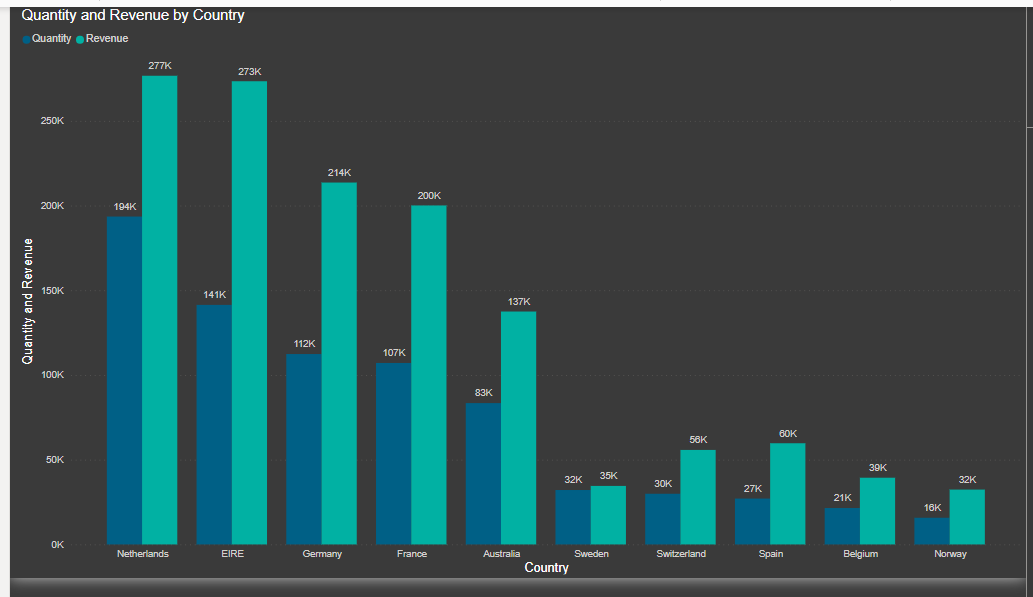 Quantity and Revenue by Country
Quantity Revenue
Quantity and Revenue
250K
200K
150K
100K
50K
0K
194K 277K
141K 273K
112K 214K
107K 200K
83K 137K
32K 35K
30K 56K
27K 60K
21K 39K
16K 32K
Netherlands EIRE Germany France Australia Sweden Switzerland Spain Belgium Norway
Country